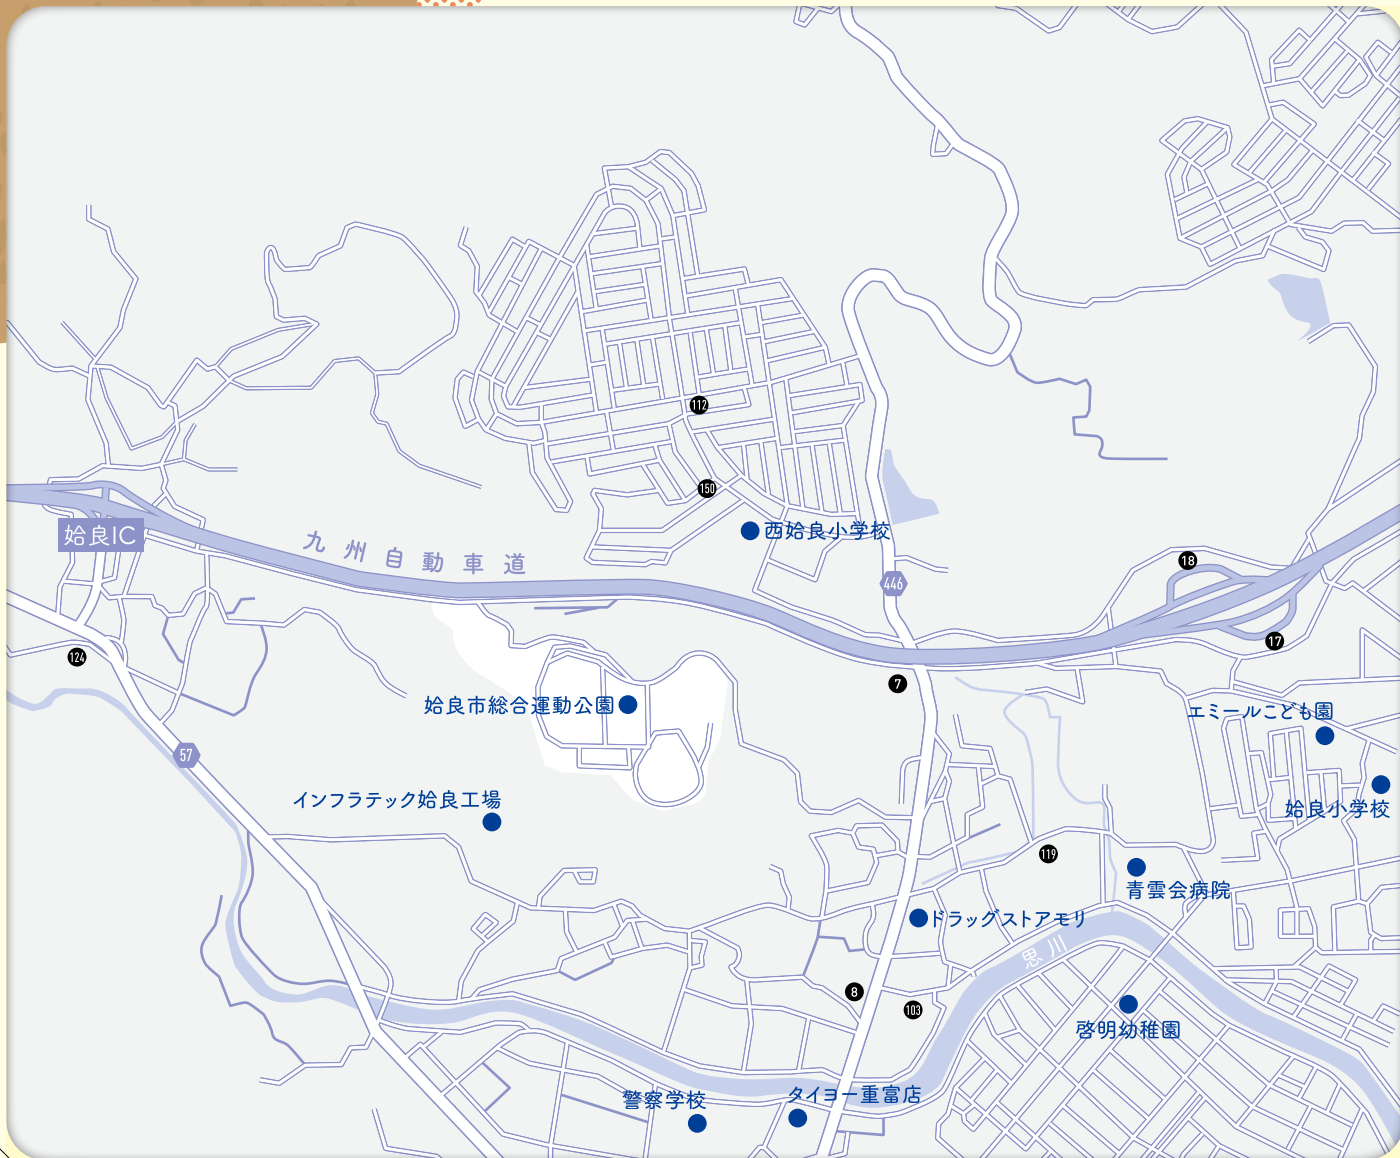 112
150
西姶良小学校
姶良IC
九州自動車道
18
446
17
124
7
姶良市総合運動公園
エミールこども園
57
インフラテック姶良工場
姶良小学校
119
青雲会病院
ドラッグストアモリ
思川
8
103
啓明幼稚園
警察学校
タイヨー重富店